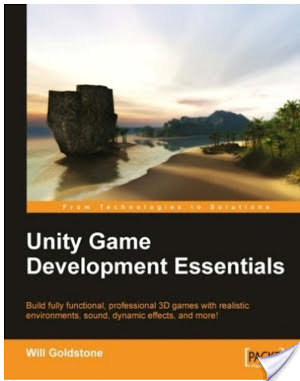 From Technologies to Solutions
Unity Game
Development Essentials
Build fully functional, professional 3D games with realistic
environments, sound, dynamic effects, and more!
Will Goldstone
PACKT